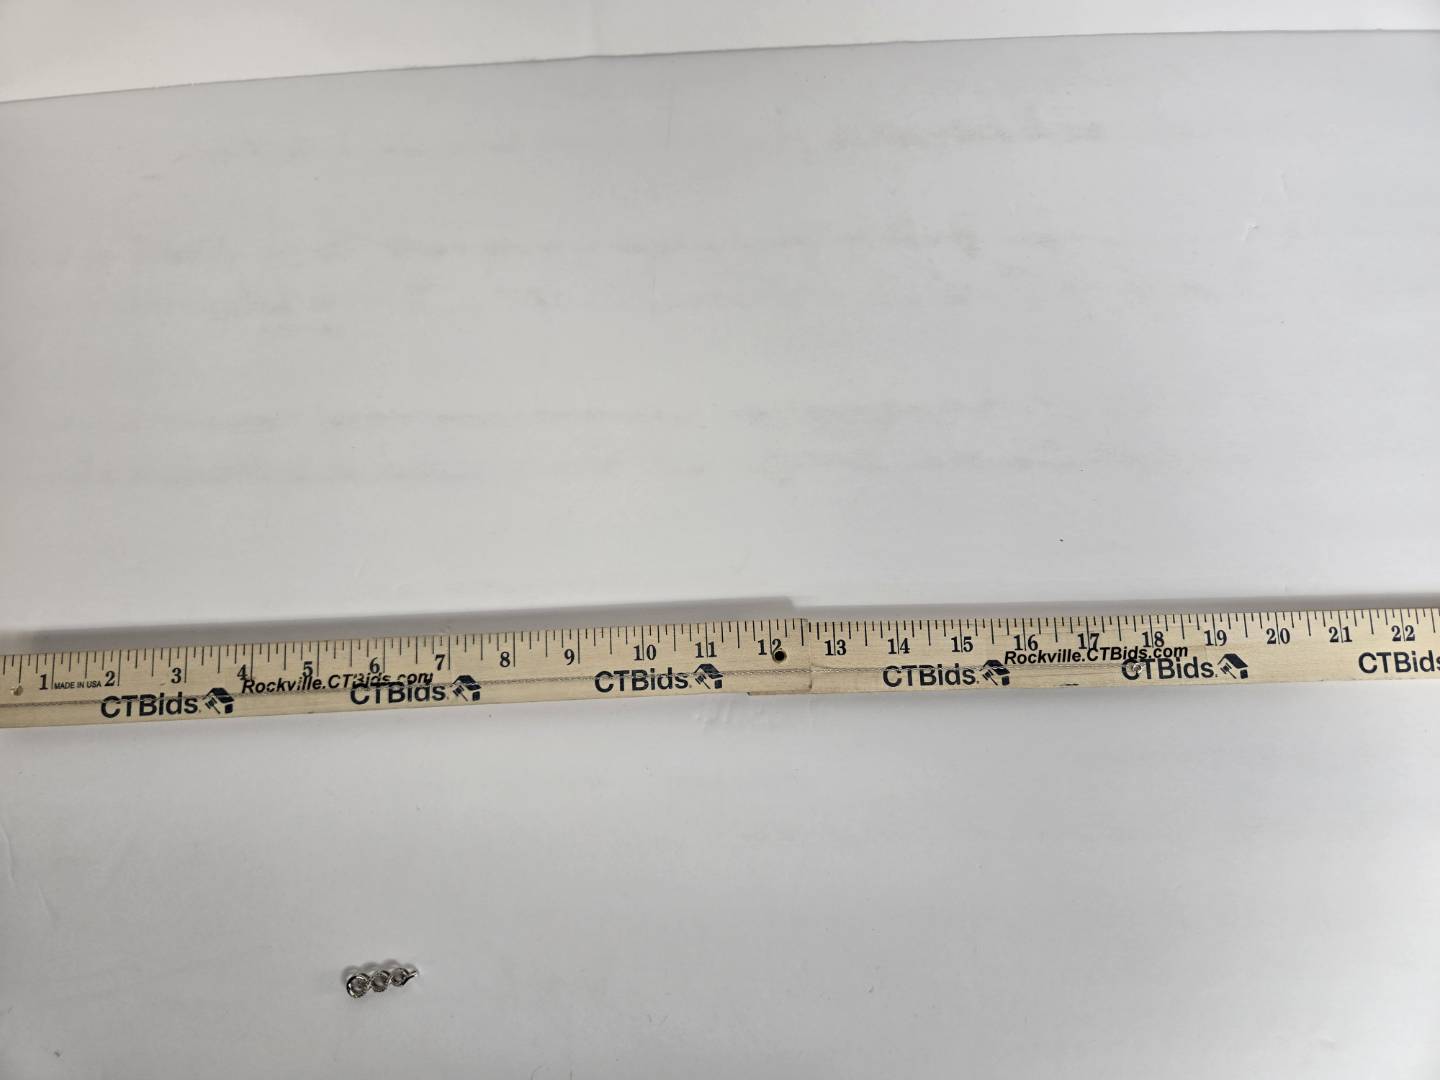 1 2 3 4 5 6 7 8 9 10 11 12 13 14 15 16 17 18 19 20 21 22
MADE IN USA
Rockville.CTBids.com Rockville.CTBids.com
CTBids. CTBids. CTBids. CTBids. CTBids. CTBids